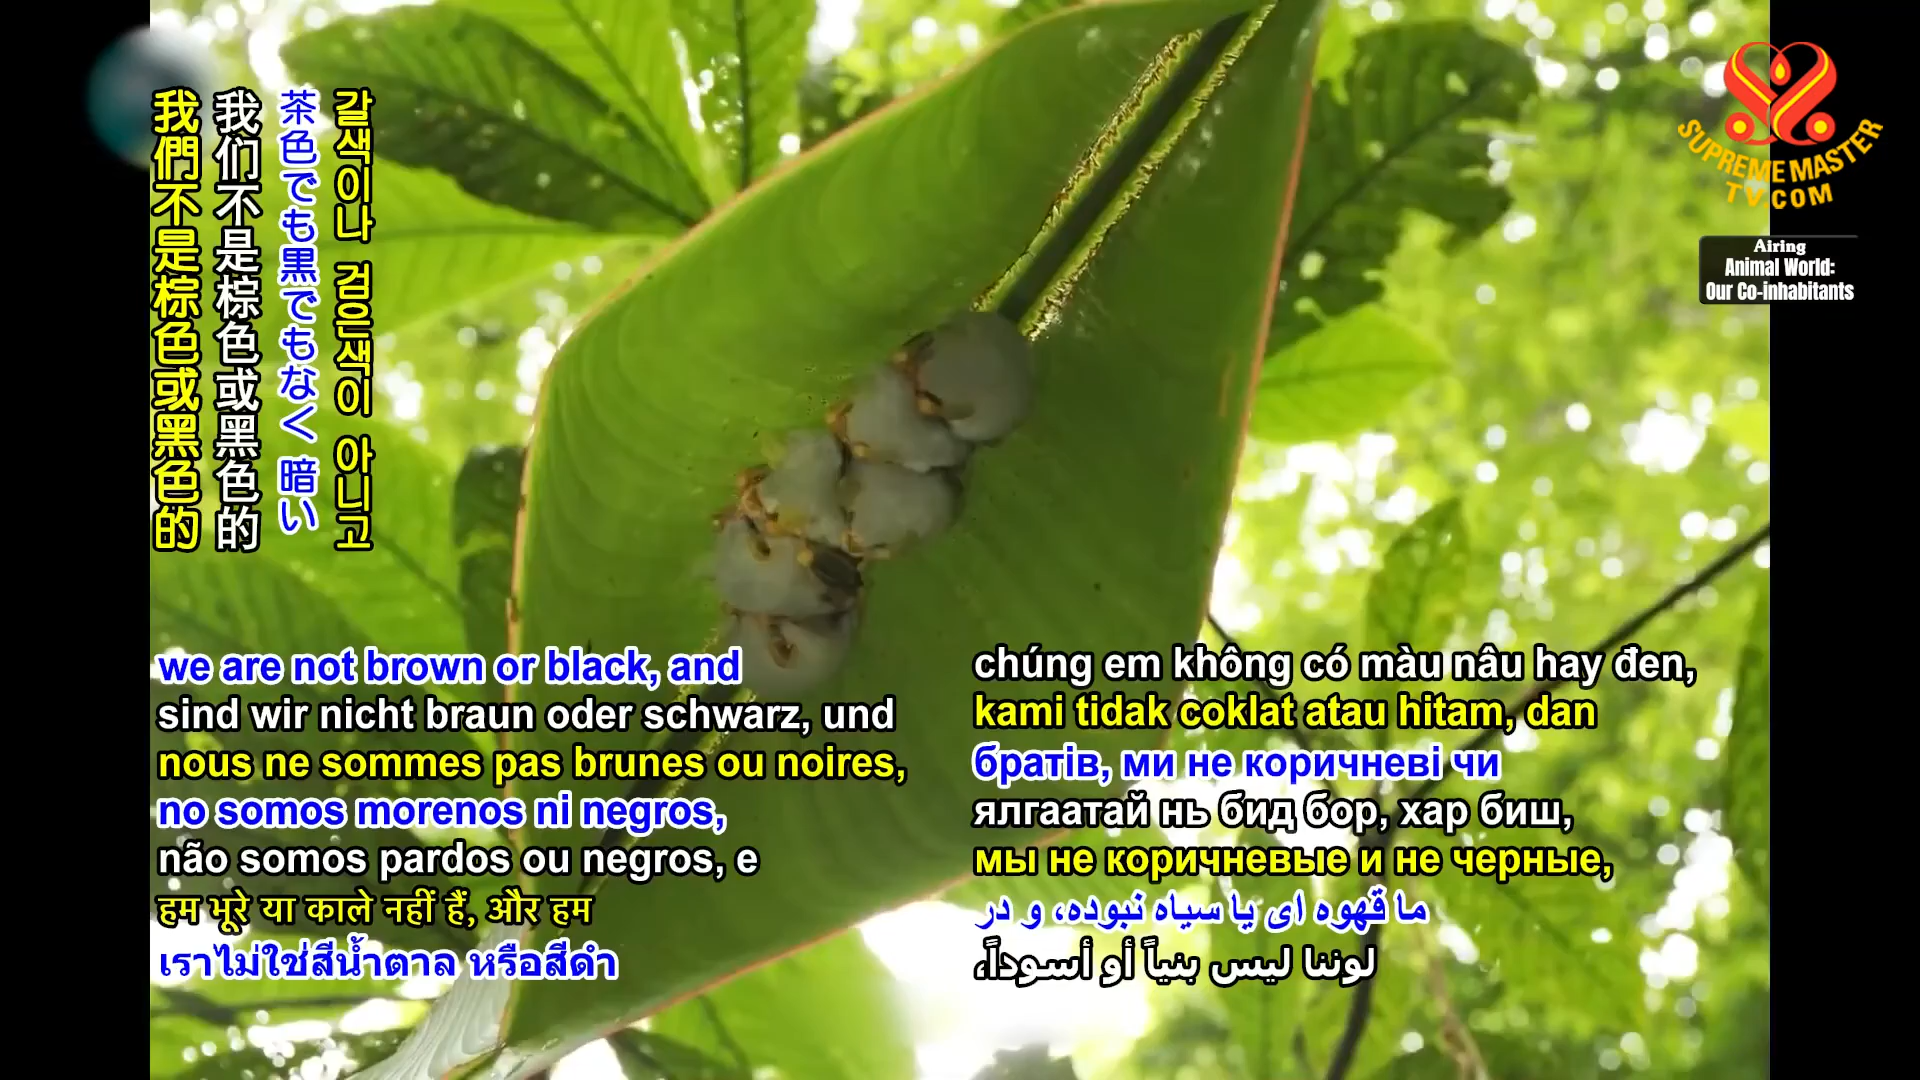 我們不是棕色或黑色的
我们不是棕色或黑色的
茶色でも黒でもなく 暗い
갈색이나 검은색이 아니고
SUPREME MASTER
TV COM
Airing
Animal World:
Our Co-inhabitants
we are not brown or black, and
sind wir nicht braun oder schwarz, und
nous ne sommes pas brunes ou noires,
no somos morenos ni negros,
não somos pardos ou negros, e
हम भूरे या काले नहीं हैं, और हम
เราไม่ใช่สีน้ำตาล หรือสีดำ
chúng em không có màu nâu hay đen,
kami tidak coklat atau hitam, dan
братів, ми не коричневі чи
ялгаатай нь бид бор, хар биш,
мы не коричневые и не черные,
ما قهوه ای یا سیاه نبوده، و در
لوننا ليس بنياً أو أسوداً،